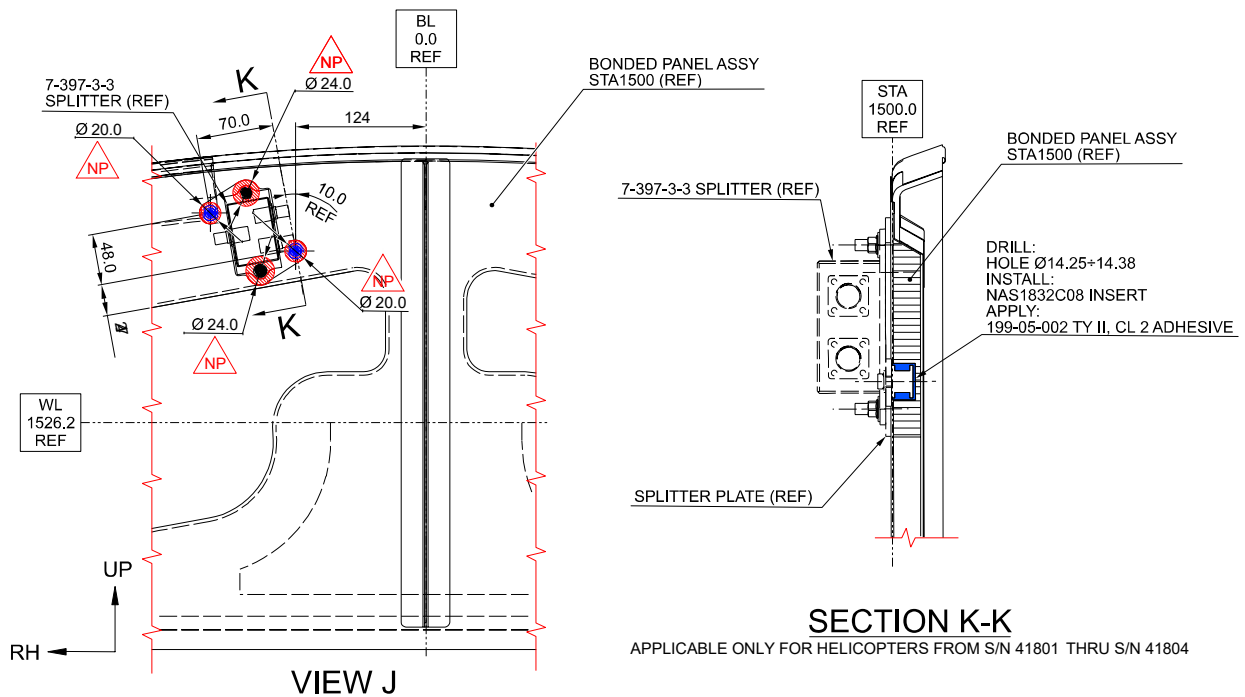 BL
0.0
REF
NP
Ø 24.0
K
7-397-3-3
SPLITTER (REF)
70.0
124
Ø 20.0
NP
10.0
REF
48.0
NP
Ø 20.0
K
Ø 24.0
NP
BONDED PANEL ASSY
STA1500 (REF)
WL
1526.2
REF
UP
RH
VIEW J
STA
1500.0
REF
BONDED PANEL ASSY
STA1500 (REF)
7-397-3-3 SPLITTER (REF)
DRILL:
HOLE Ø14.25÷14.38
INSTALL:
NAS1832C08 INSERT
APPLY:
199-05-002 TY II, CL 2 ADHESIVE
SPLITTER PLATE (REF)
SECTION K-K
APPLICABLE ONLY FOR HELICOPTERS FROM S/N 41801 THRU S/N 41804